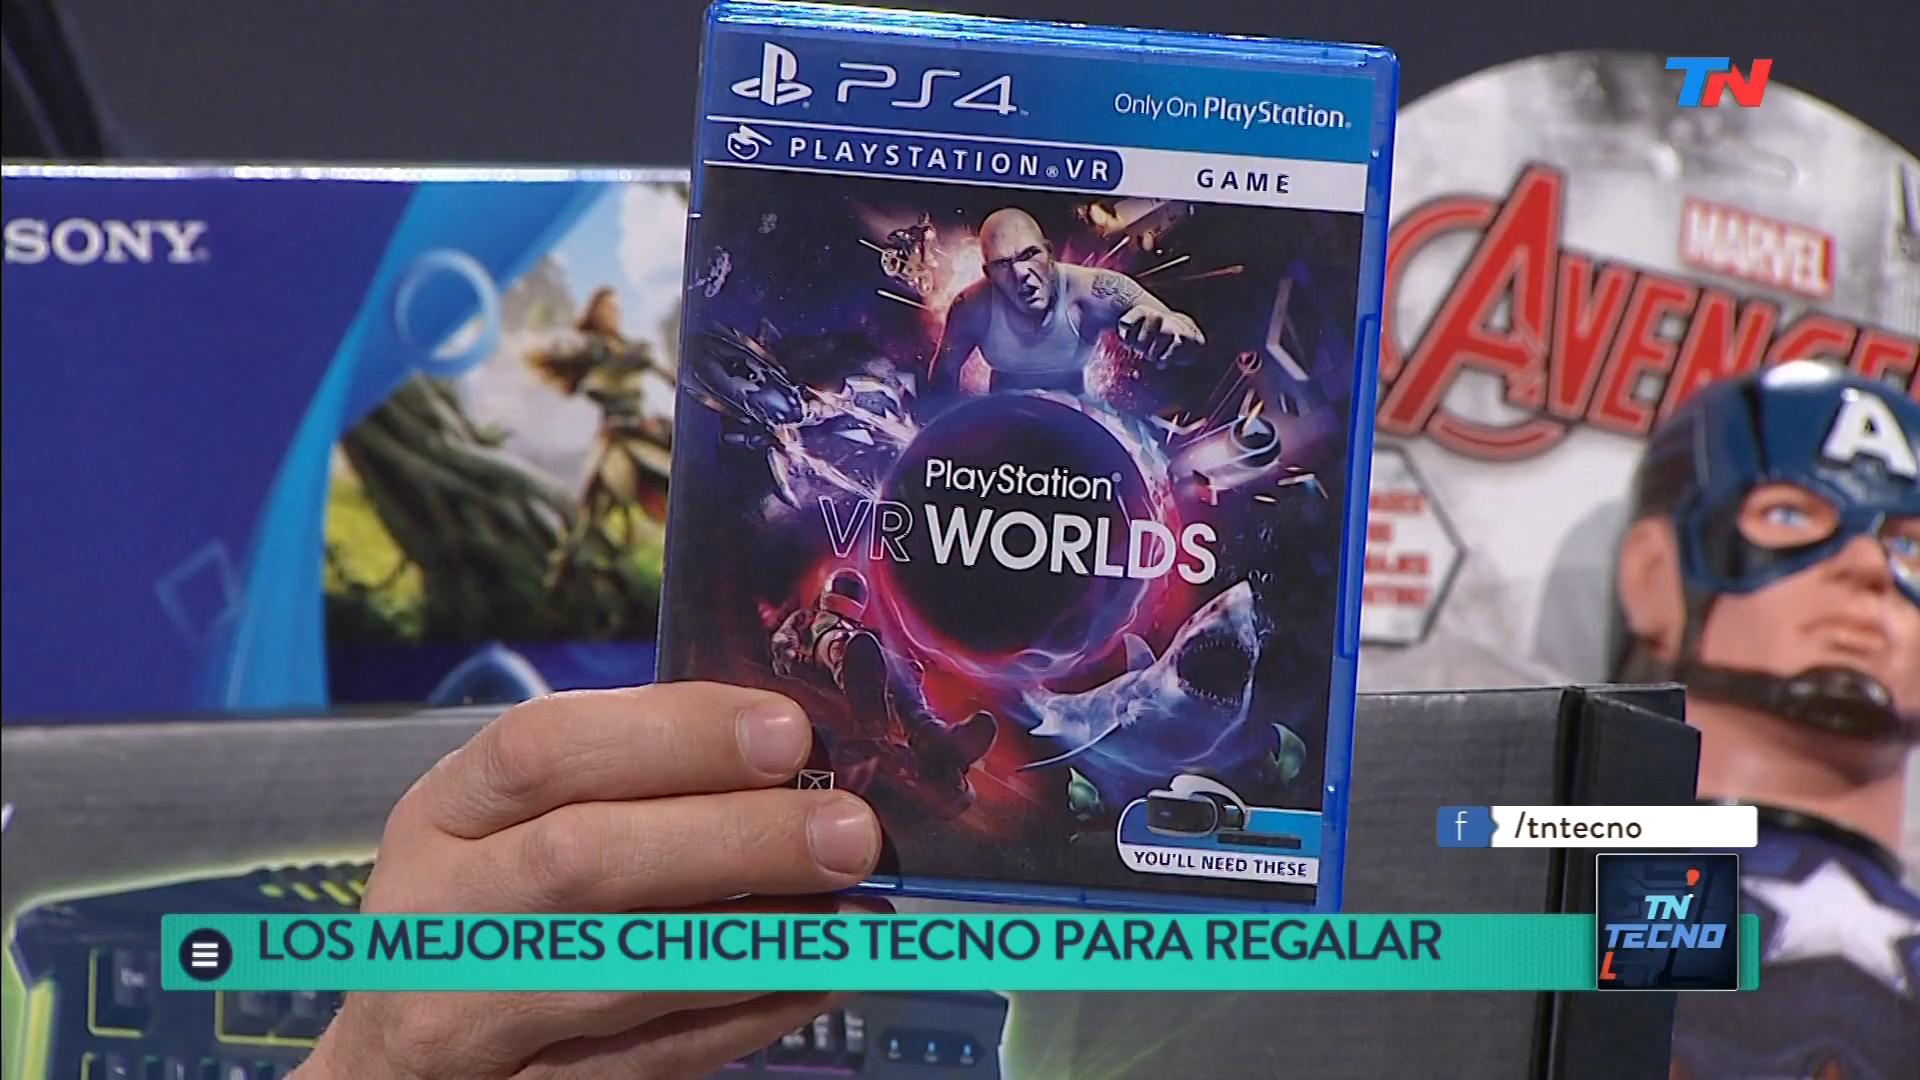 TN
PS4
Only On PlayStation®
PLAYSTATION®VR
GAME
SONY
MARVEL
AVENGE
A
PlayStation®
VR WORLDS
YOU'LL NEED THESE
f /tntecno
LOS MEJORES CHICHES TECNO PARA REGALAR
TN
TECNO